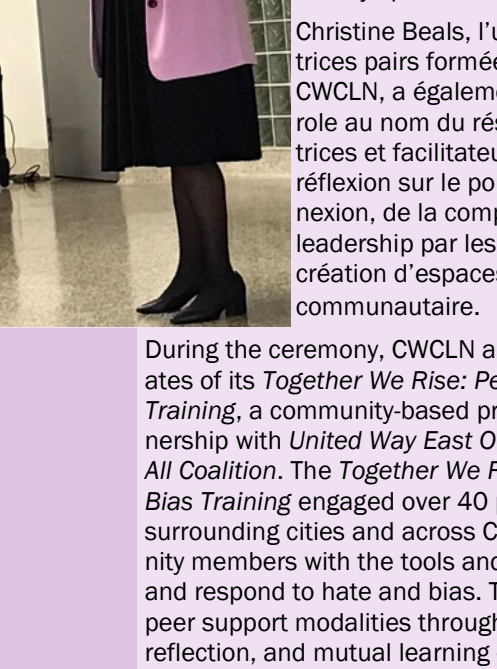 Christine Beals, l’u
trices pairs formée
CWCLN, a égaleme
role au nom du rés
trices et facilitateu
réflexion sur le po
nexion, de la comp
leadership par les
création d’espaces
communautaire.
During the ceremony, CWCLN a
ates of its Together We Rise: Pe
Training, a community-based pr
nership with United Way East O
All Coalition. The Together We R
Bias Training engaged over 40 p
surrounding cities and across C
nity members with the tools and
and respond to hate and bias. T
peer support modalities through
reflection, and mutual learning